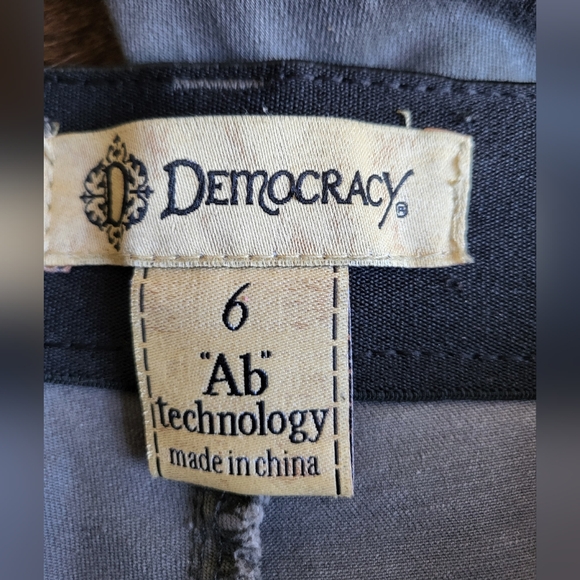 D DEMOCRACY®
6
"Ab"
technology
made in china